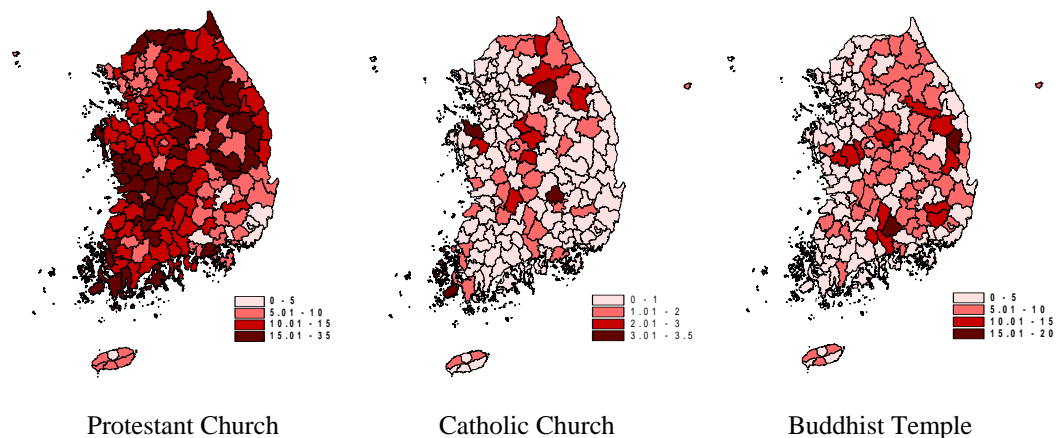 0 - 5
5.01 - 10
10.01 - 15
15.01 - 35
0 - 1
1.01 - 2
2.01 - 3
3.01 - 3.5
0 - 5
5.01 - 10
10.01 - 15
15.01 - 20
Protestant Church
Catholic Church
Buddhist Temple